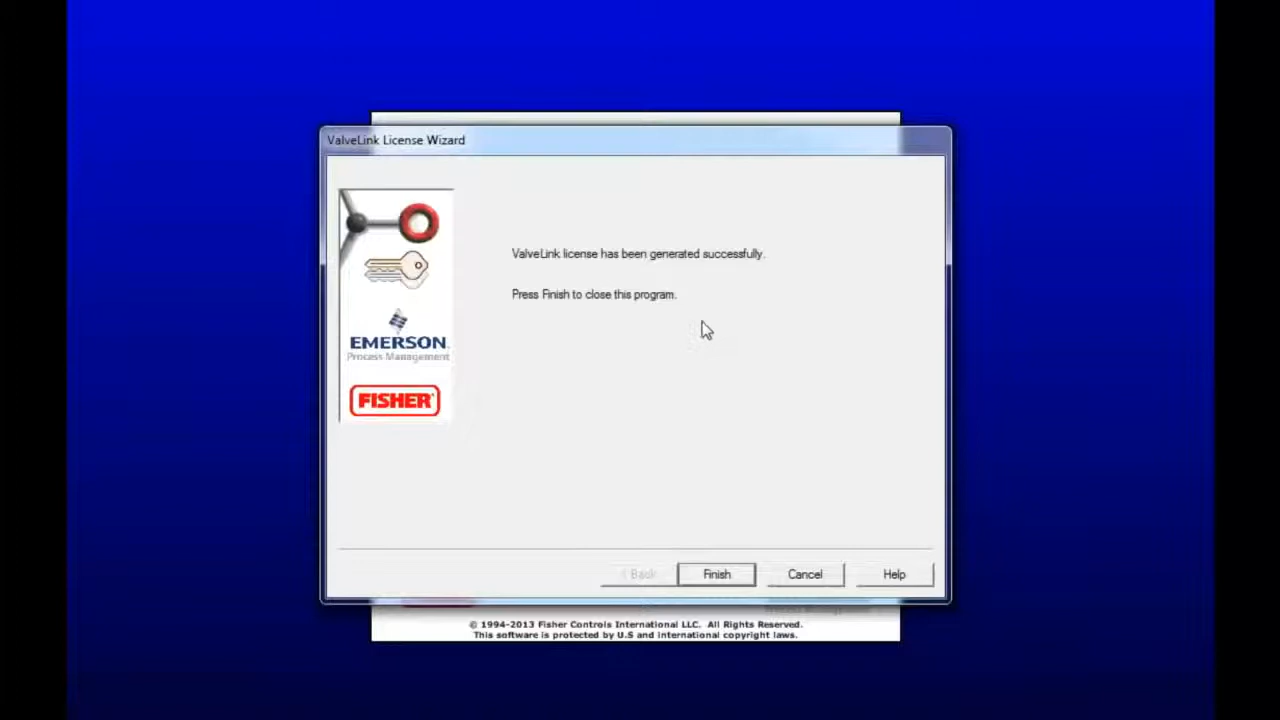 ValveLink License Wizard
ValveLink license has been generated successfully.
Press Finish to close this program.
EMERSON.
Process Management
FISHER
< Back
Finish
Cancel
Help
© 1994-2013 Fisher Controls International LLC. All Rights Reserved.
This software is protected by U.S and international copyright laws.